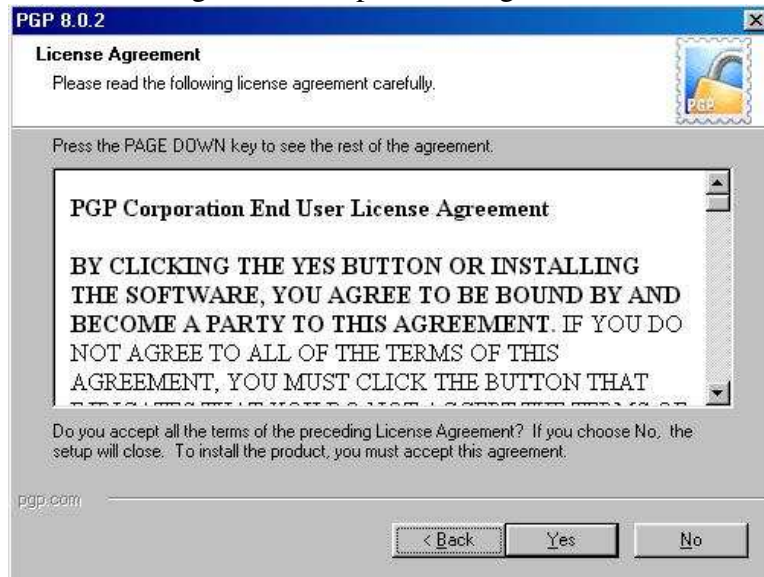 PGP 8.0.2
License Agreement
Please read the following license agreement carefully.
PGP
Press the PAGE DOWN key to see the rest of the agreement.
PGP Corporation End User License Agreement
BY CLICKING THE YES BUTTON OR INSTALLING
THE SOFTWARE, YOU AGREE TO BE BOUND BY AND
BECOME A PARTY TO THIS AGREEMENT. IF YOU DO
NOT AGREE TO ALL OF THE TERMS OF THIS
AGREEMENT, YOU MUST CLICK THE BUTTON THAT
Do you accept all the terms of the preceding License Agreement? If you choose No, the
setup will close. To install the product, you must accept this agreement.
pgp.com
< Back Yes No